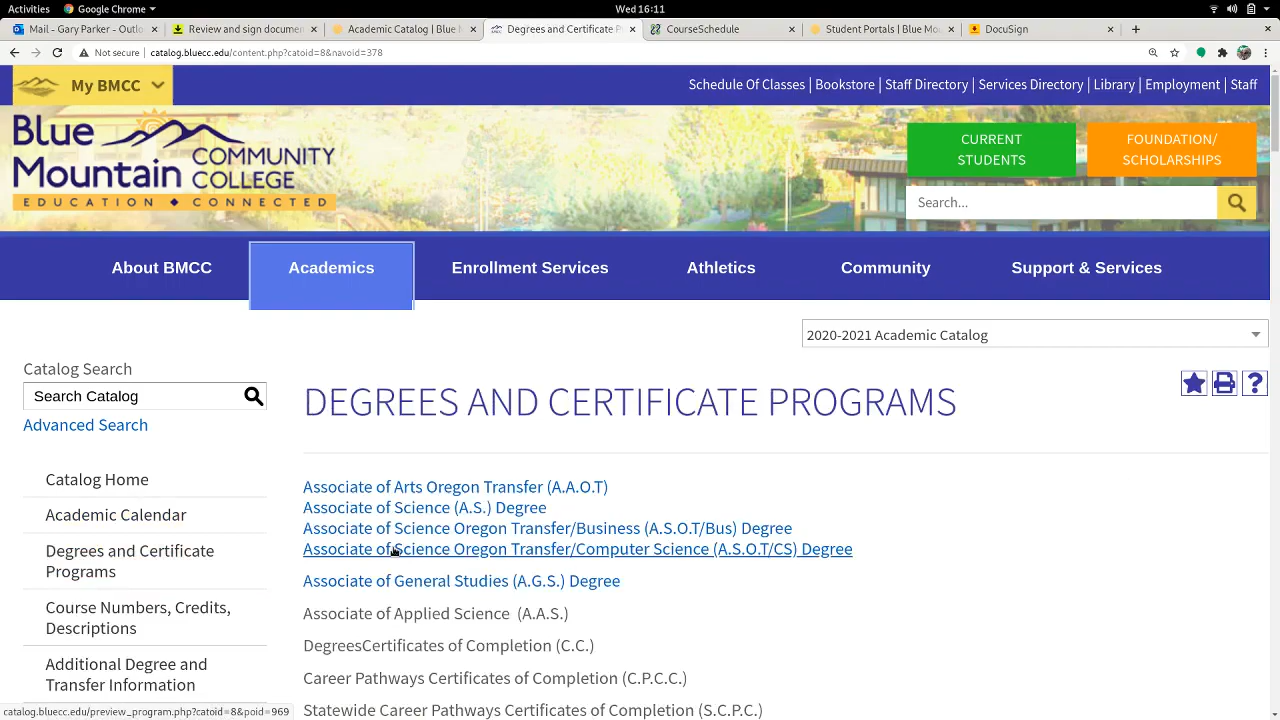 Activities
Google Chrome
Wed 16:11
Mail - Gary Parker - Outlo
Review and sign document
Academic Catalog | Blue M
Degrees and Certificate P
CourseSchedule
Student Portals | Blue Mou
DocuSign
Not secure | catalog.bluecc.edu/content.php?catoid=8&navoid=378
My BMCC
Schedule Of Classes | Bookstore | Staff Directory | Services Directory | Library | Employment | Staff
Blue Mountain COMMUNITY COLLEGE
EDUCATION ◆ CONNECTED
CURRENT STUDENTS
FOUNDATION/ SCHOLARSHIPS
Search...
About BMCC
Academics
Enrollment Services
Athletics
Community
Support & Services
2020-2021 Academic Catalog
Catalog Search
Search Catalog
Advanced Search
Catalog Home
Academic Calendar
Degrees and Certificate
Programs
Course Numbers, Credits,
Descriptions
Additional Degree and
Transfer Information
DEGREES AND CERTIFICATE PROGRAMS
Associate of Arts Oregon Transfer (A.A.O.T)
Associate of Science (A.S.) Degree
Associate of Science Oregon Transfer/Business (A.S.O.T/Bus) Degree
Associate of Science Oregon Transfer/Computer Science (A.S.O.T/CS) Degree
Associate of General Studies (A.G.S.) Degree
Associate of Applied Science (A.A.S.)
DegreesCertificates of Completion (C.C.)
Career Pathways Certificates of Completion (C.P.C.C.)
Statewide Career Pathways Certificates of Completion (S.C.P.C.)
catalog.bluecc.edu/preview_program.php?catoid=8&poid=969